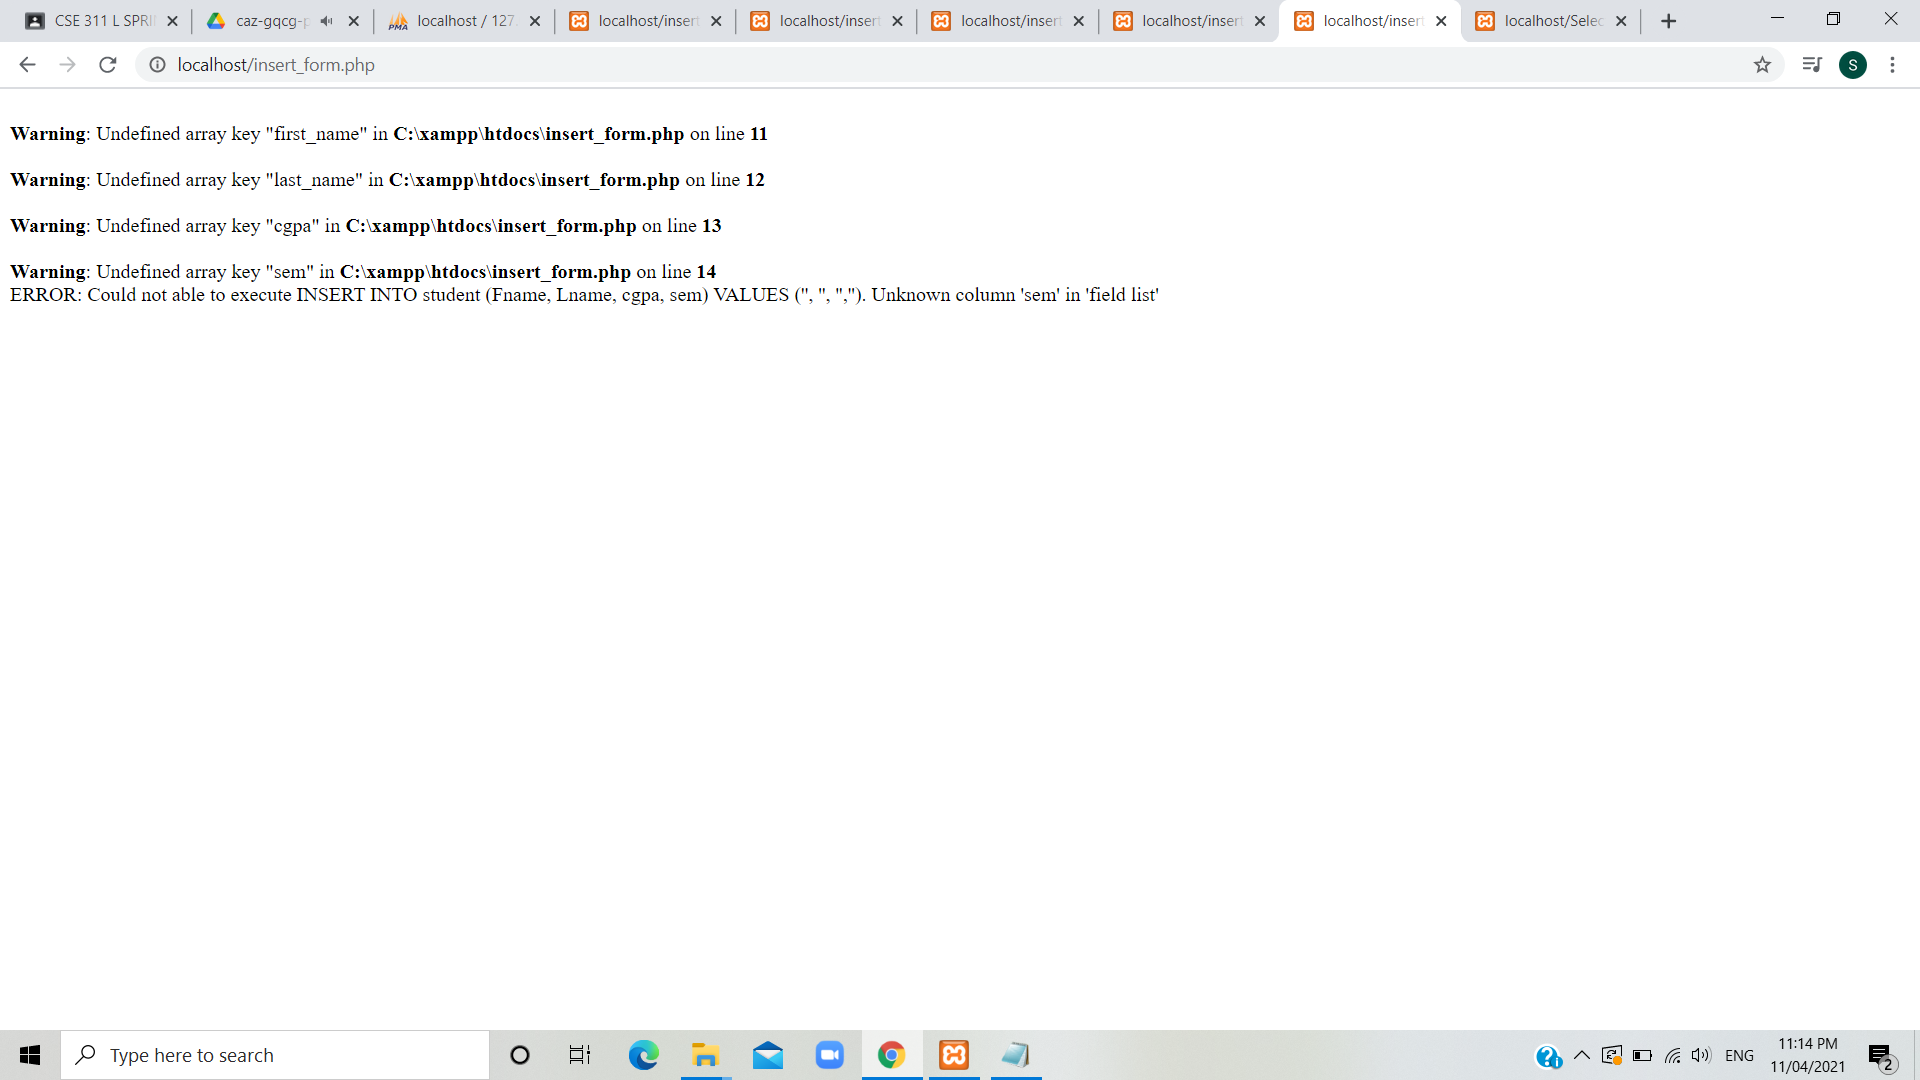 CSE 311 L SPRI
caz-gqcg-p
localhost / 127.
localhost/insert
localhost/insert
localhost/insert
localhost/insert
localhost/insert
localhost/Selec
localhost/insert_form.php
S
Warning: Undefined array key "first_name" in C:\xampp\htdocs\insert_form.php on line 11
Warning: Undefined array key "last_name" in C:\xampp\htdocs\insert_form.php on line 12
Warning: Undefined array key "cgpa" in C:\xampp\htdocs\insert_form.php on line 13
Warning: Undefined array key "sem" in C:\xampp\htdocs\insert_form.php on line 14
ERROR: Could not able to execute INSERT INTO student (Fname, Lname, cgpa, sem) VALUES ('', '', '',''). Unknown column 'sem' in 'field list'
Type here to search
ENG
11:14 PM
11/04/2021
2